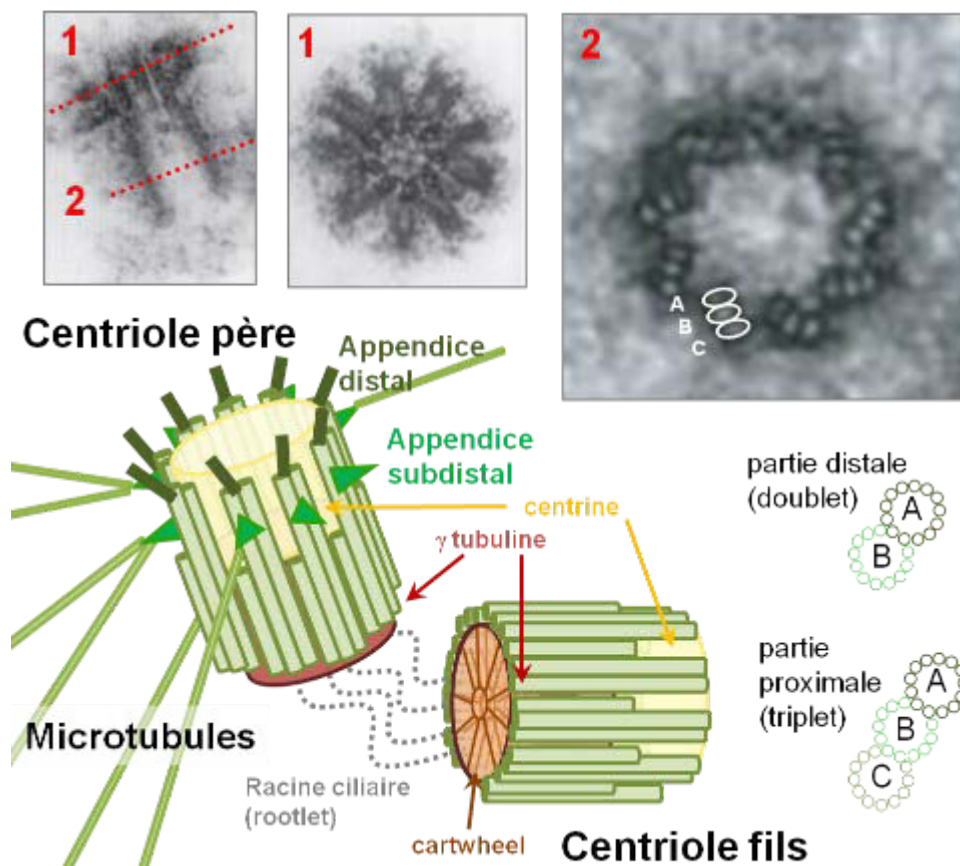 1
2
1
2
A
B
C
Centriole père
Appendice
distal
Appendice
subdistal
centrine
γ tubuline
partie distale
(doublet)
A
B
partie
proximale
(triplet)
A
B
C
Microtubules
Racine ciliaire
(rootlet)
cartwheel
Centriole fils